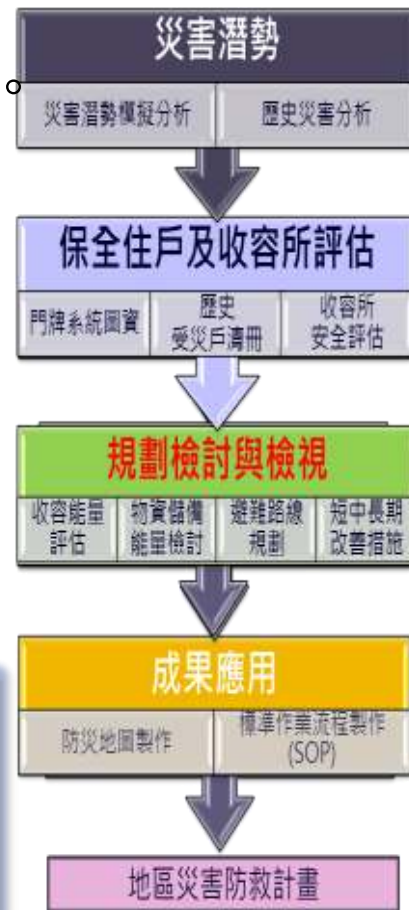 災害潛勢
災害潛勢模擬分析 歷史災害分析
保全住戶及收容所評估
門牌系統圖資
歷史
受災戶清冊
收容所
安全評估
規劃檢討與檢視
收容能量
評估
物資儲備
能量檢討
避難路線
規劃
短中長期
改善措施
成果應用
防災地圖製作
標準作業流程製作
(SOP)
地區災害防救計畫